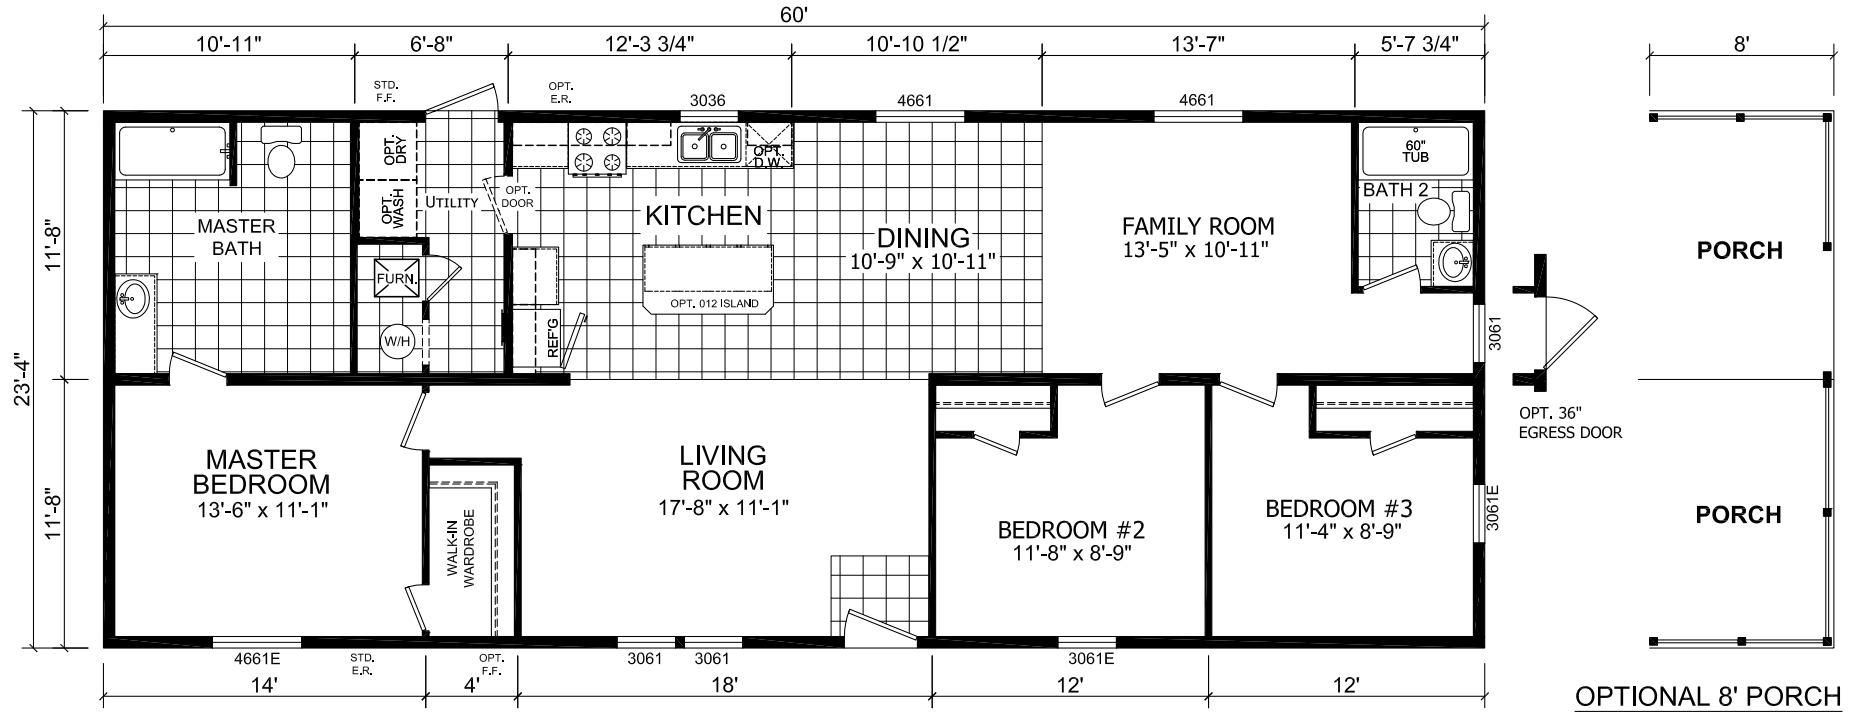 60'
10'-11"
6'-8"
12'-3 3/4"
10'-10 1/2"
13'-7"
5'-7 3/4"
8'
STD.
F.F.
OPT.
E.R.
3036
4661
4661
23'-4"
11'-8"
11'-8"
OPT.
DRY
OPT.
WASH
UTILITY
OPT.
DOOR
OPT.
D.W.
60"
TUB
BATH 2
MASTER
BATH
KITCHEN
DINING
10'-9" x 10'-11"
FAMILY ROOM
13'-5" x 10'-11"
PORCH
FURN.
OPT. 012 ISLAND
W/H
REF'G
3061
OPT. 36"
EGRESS DOOR
MASTER
BEDROOM
13'-6" x 11'-1"
LIVING
ROOM
17'-8" x 11'-1"
WALK-IN
WARDROBE
BEDROOM #2
11'-8" x 8'-9"
BEDROOM #3
11'-4" x 8'-9"
3061E
PORCH
4661E
STD.
E.R.
OPT.
F.F.
3061
3061
3061E
14'
4'
18'
12'
12'
OPTIONAL 8' PORCH